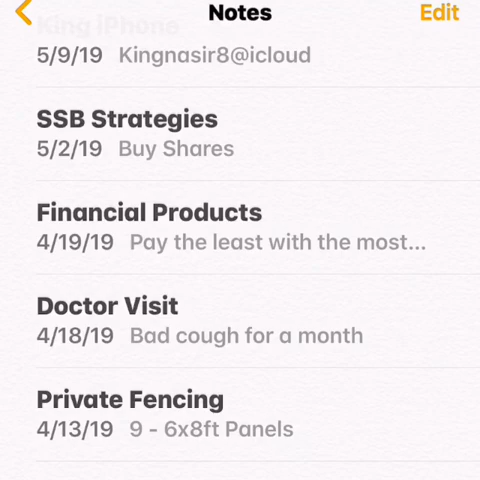 Notes
Edit
King iPhone
5/9/19 Kingnasir8@icloud
SSB Strategies
5/2/19 Buy Shares
Financial Products
4/19/19 Pay the least with the most...
Doctor Visit
4/18/19 Bad cough for a month
Private Fencing
4/13/19 9 - 6x8ft Panels